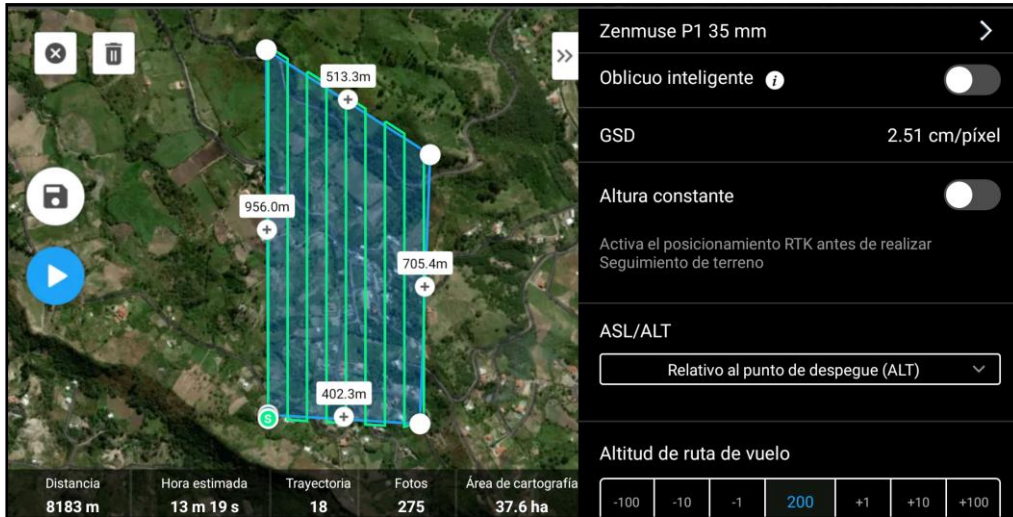 513.3m
956.0m
705.4m
402.3m
S
Distancia
8183 m
Hora estimada
13 m 19 s
Trayectoria
18
Fotos
275
Área de cartografía
37.6 ha
Zenmuse P1 35 mm
Oblicuo inteligente i
GSD 2.51 cm/píxel
Altura constante
Activa el posicionamiento RTK antes de realizar
Seguimiento de terreno
ASL/ALT
Relativo al punto de despegue (ALT)
Altitud de ruta de vuelo
-100 -10 -1 200 +1 +10 +100